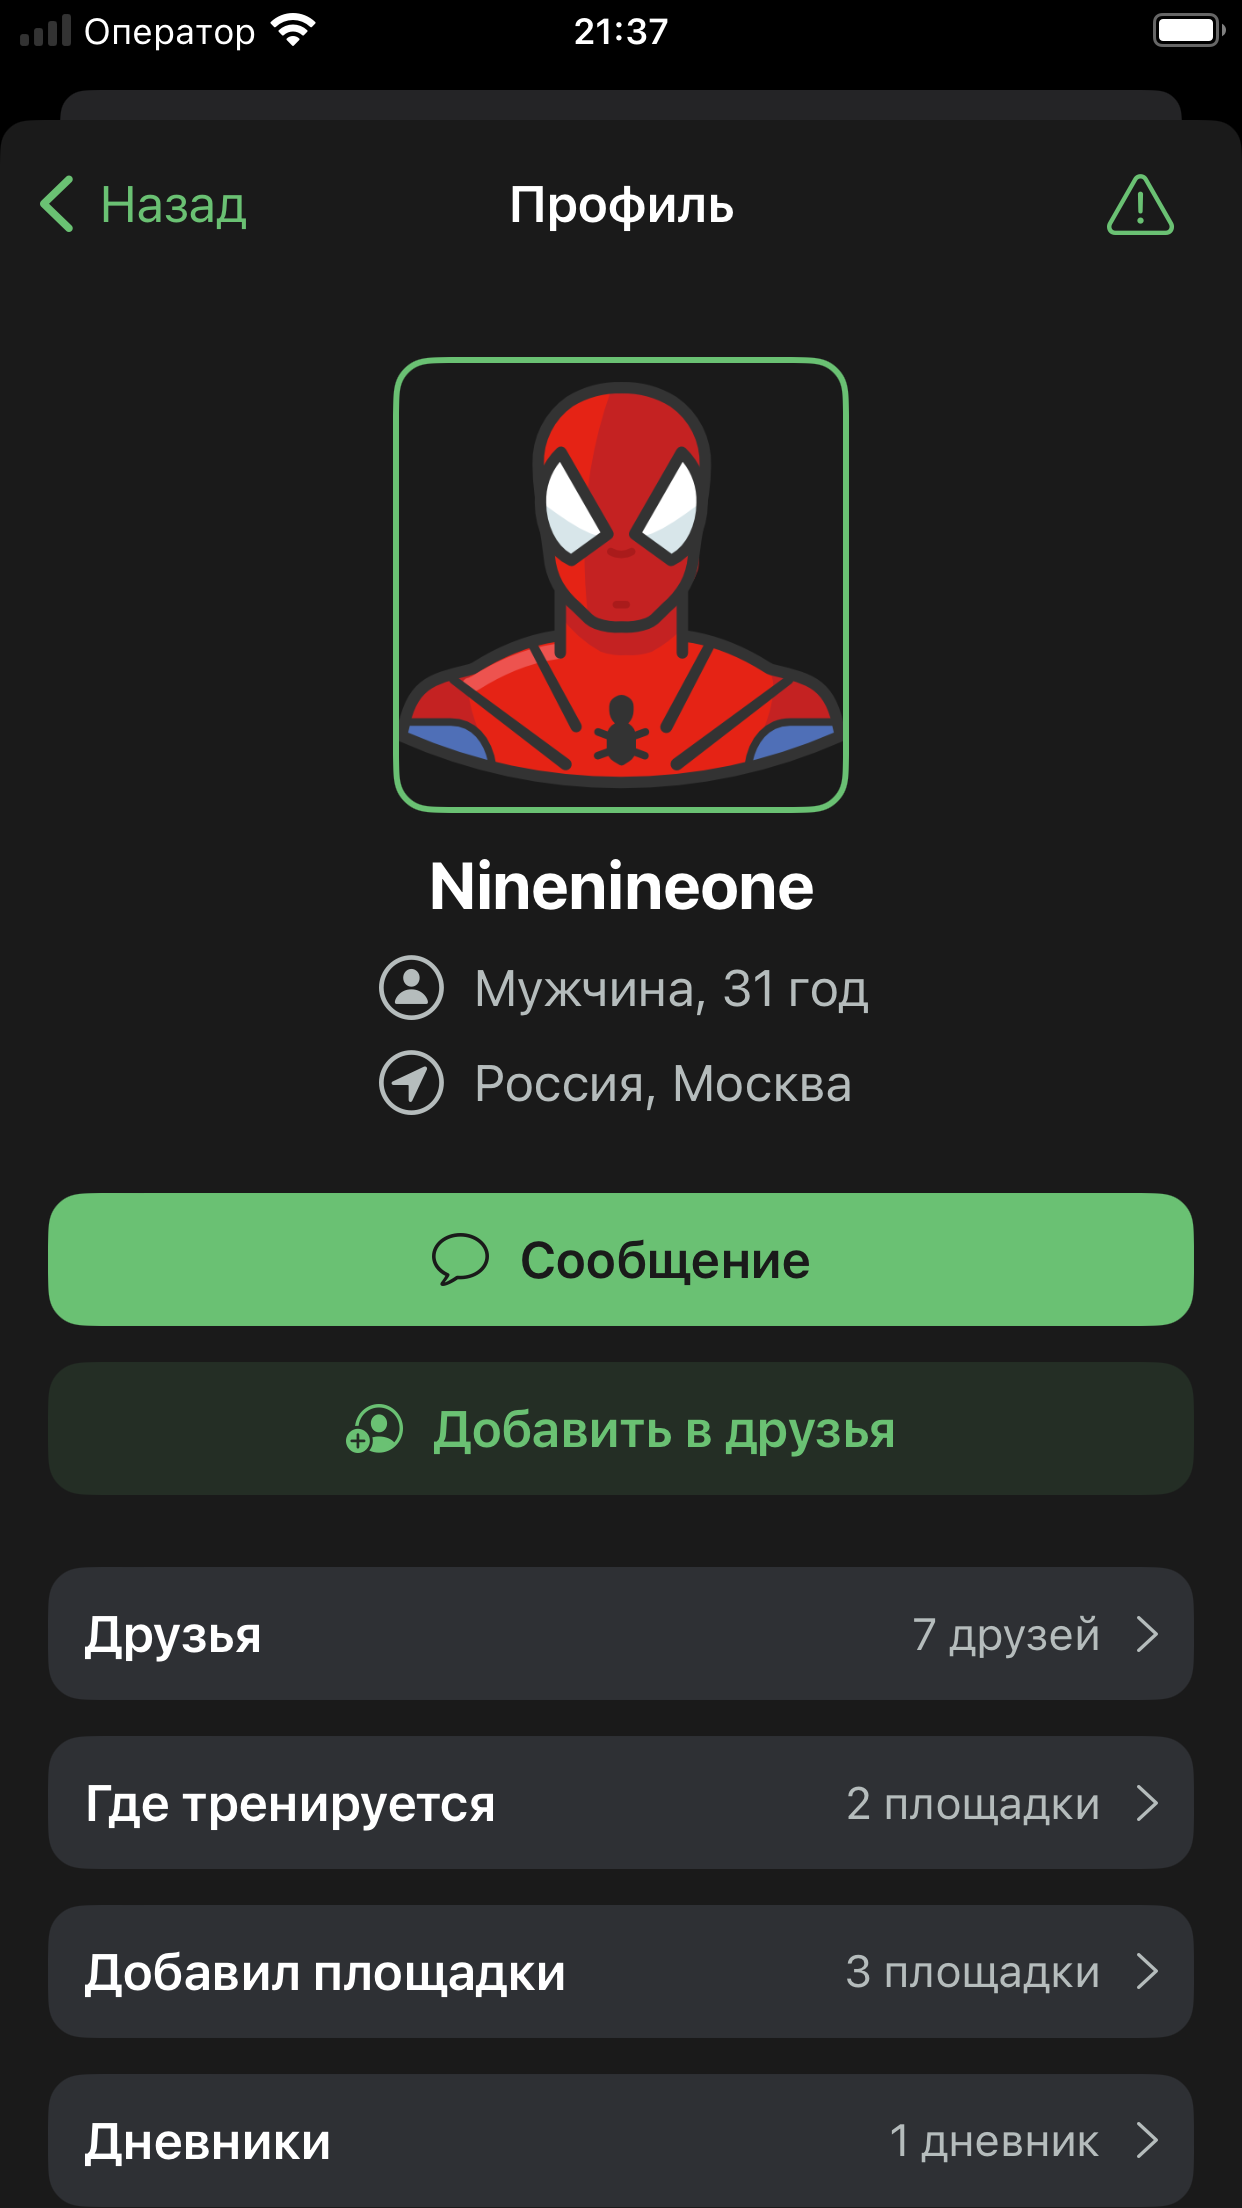 Оператор 21:37
Назад Профиль
Ninenineone
Мужчина, 31 год
Россия, Москва
Сообщение
Добавить в друзья
Друзья 7 друзей
Где тренируется 2 площадки
Добавил площадки 3 площадки
Дневники 1 дневник